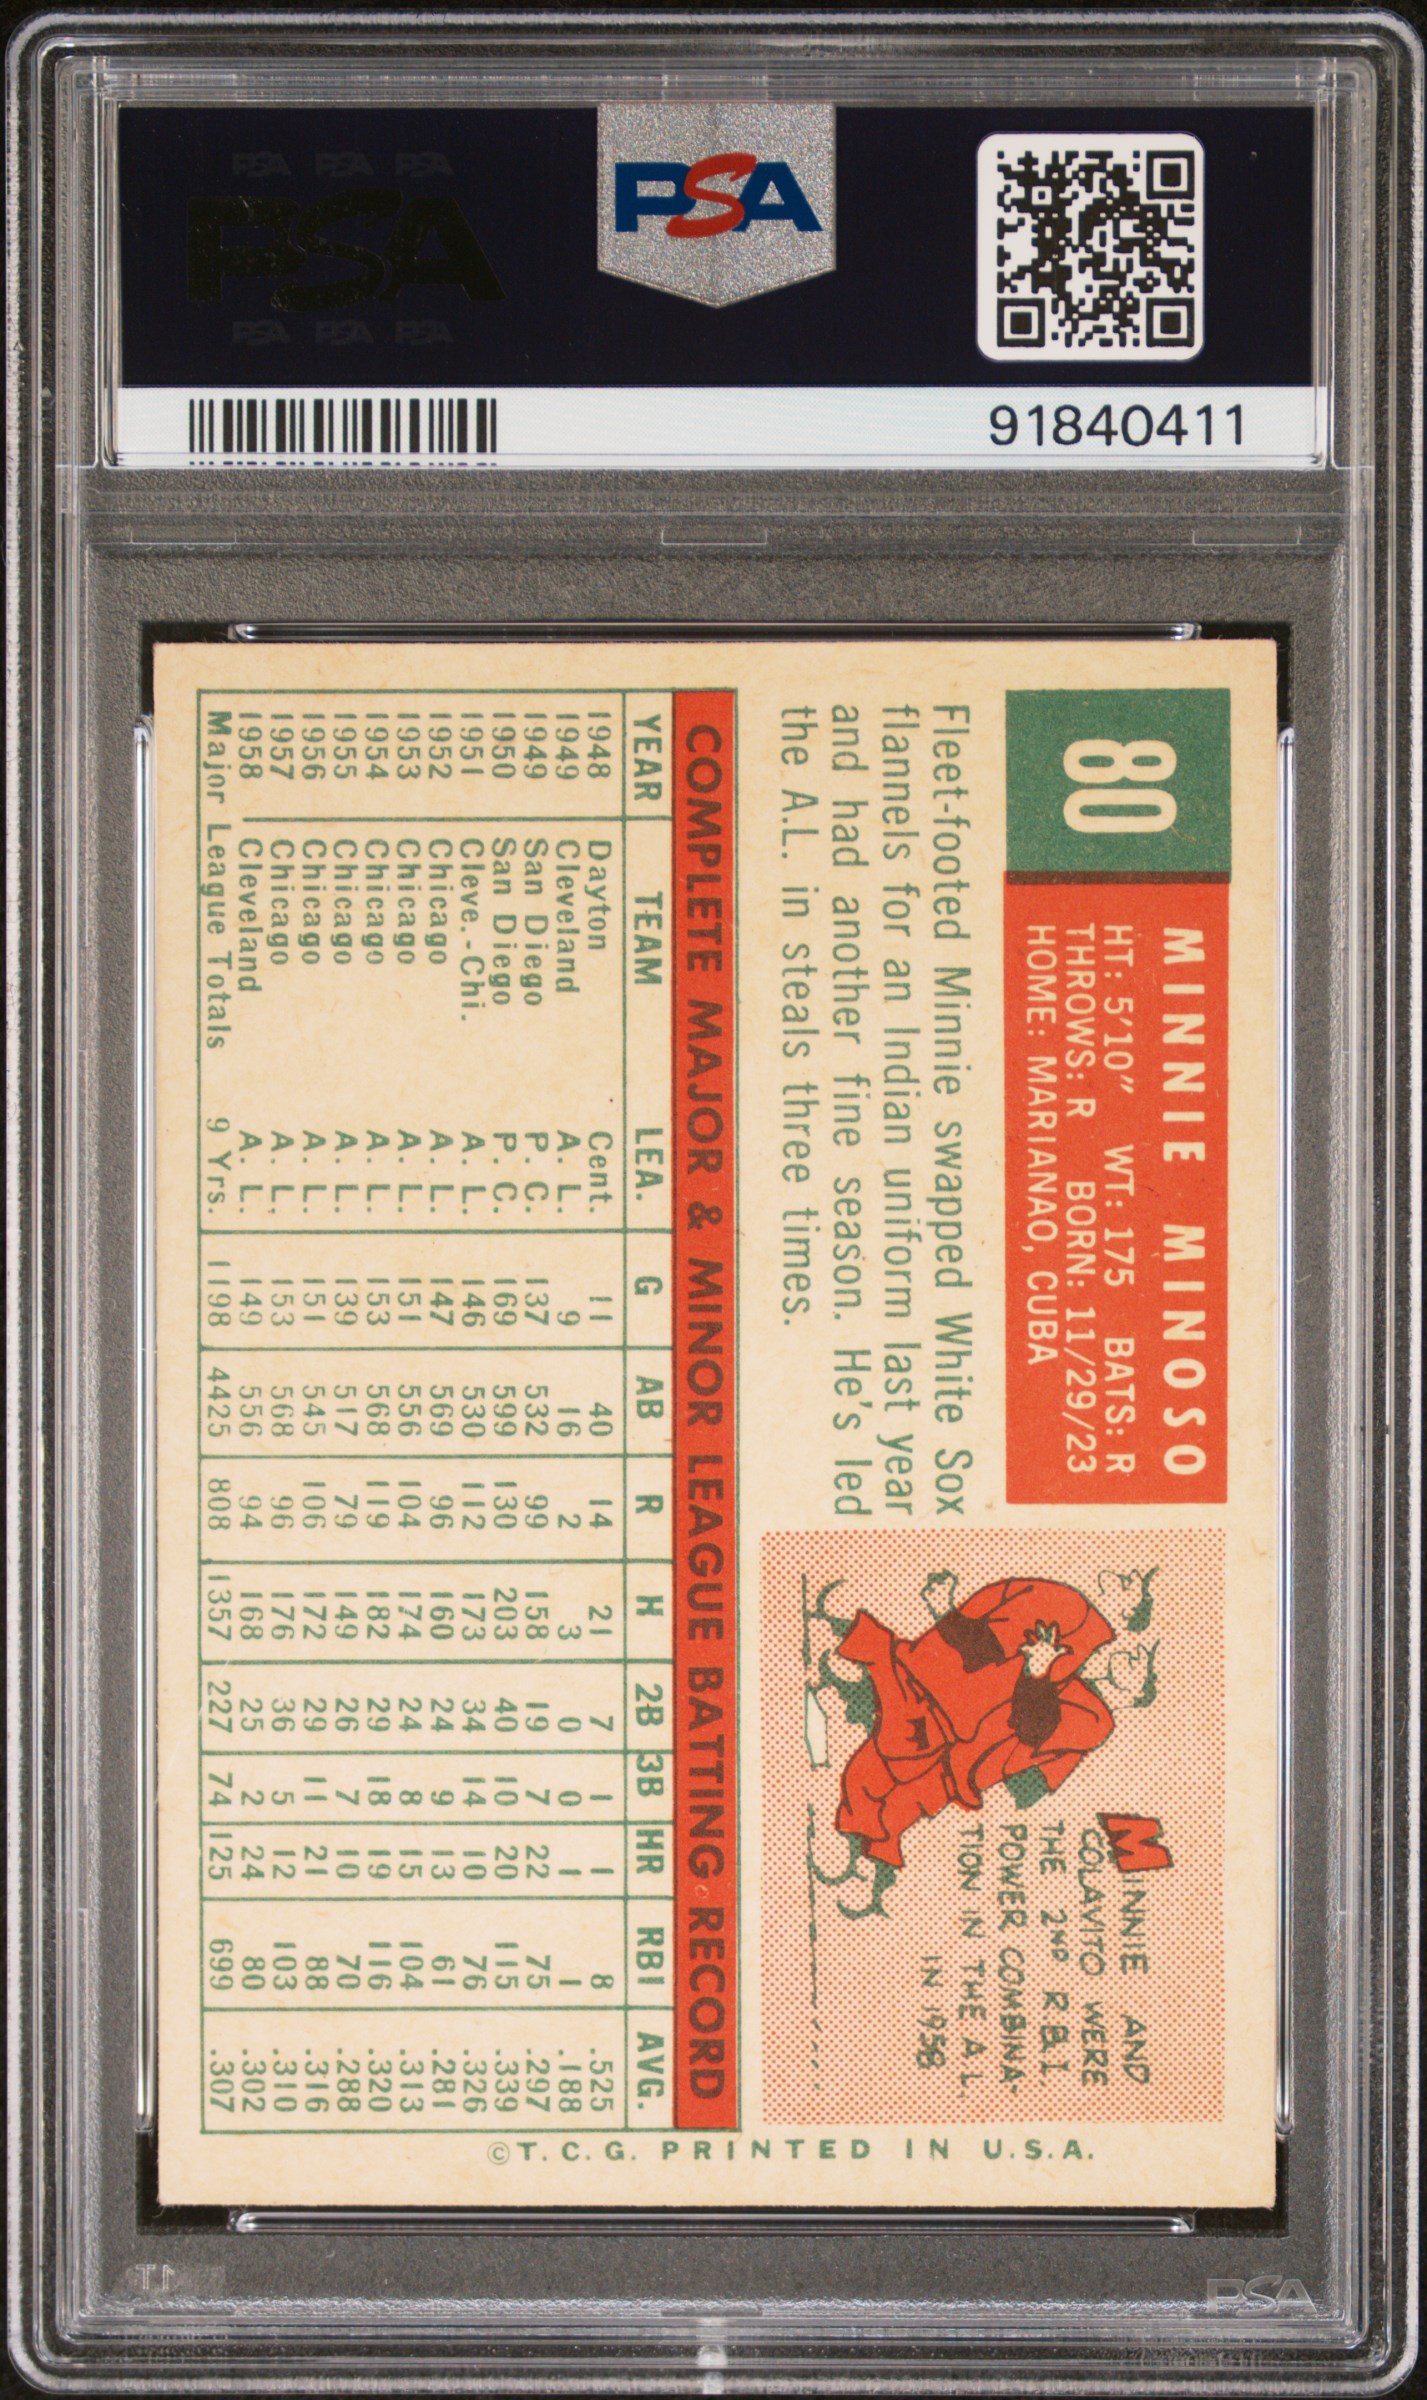 PSA PSA PSA
PSA
PSA PSA PSA
PSA
91840411
80
MINNIE MINOSO
HT: 5'10" WT: 175 BATS: R
THROWS: R BORN: 11/29/23
HOME: MARIANAO, CUBA
Fleet-footed Minnie swapped White Sox
flannels for an Indian uniform last year
and had another fine season. He's led
the A.L. in steals three times.
MINNIE AND
COLAVITO WERE
THE 2ND R.B.I.
POWER COMBINA-
TION IN THE A.L.
IN 1958
COMPLETE MAJOR & MINOR LEAGUE BATTING RECORD
YEAR TEAM LEA. G AB R H 2B 3B HR RBI AVG.
1948 Dayton Cent. 11 40 14 21 7 1 1 8 .525
1949 Cleveland A. L. 9 16 2 3 0 0 1 1 .188
1949 San Diego P. C. 137 532 99 158 19 7 22 75 .297
1950 San Diego P. C. 169 599 130 203 40 10 20 115 .339
1951 Cleve.-Chi. A. L. 146 530 112 173 34 14 10 76 .326
1952 Chicago A. L. 147 569 96 160 24 9 13 61 .281
1953 Chicago A. L. 151 556 104 174 24 8 15 104 .313
1954 Chicago A. L. 153 568 119 182 29 18 19 116 .320
1955 Chicago A. L. 139 517 79 149 26 7 10 70 .288
1956 Chicago A. L. 151 545 106 172 29 11 21 88 .316
1957 Chicago A. L. 153 568 96 176 36 5 12 103 .310
1958 Cleveland A. L. 149 556 94 168 25 2 24 80 .302
Major League Totals 9 Yrs. 1198 4425 808 1357 227 74 125 699 .307
©T. C. G. PRINTED IN U.S.A.
PSA